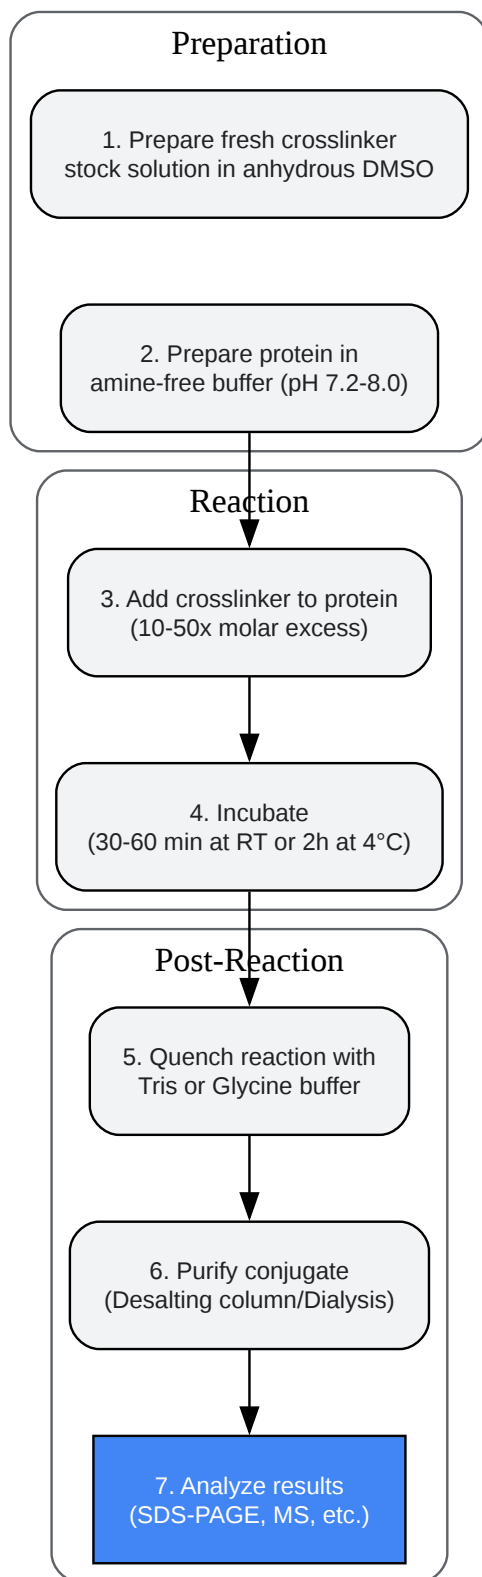 Preparation
1. Prepare fresh crosslinker
stock solution in anhydrous DMSO
2. Prepare protein in
amine-free buffer (pH 7.2-8.0)
Reaction
3. Add crosslinker to protein
(10-50x molar excess)
4. Incubate
(30-60 min at RT or 2h at 4°C)
Post-Reaction
5. Quench reaction with
Tris or Glycine buffer
6. Purify conjugate
(Desalting column/Dialysis)
7. Analyze results
(SDS-PAGE, MS, etc.)